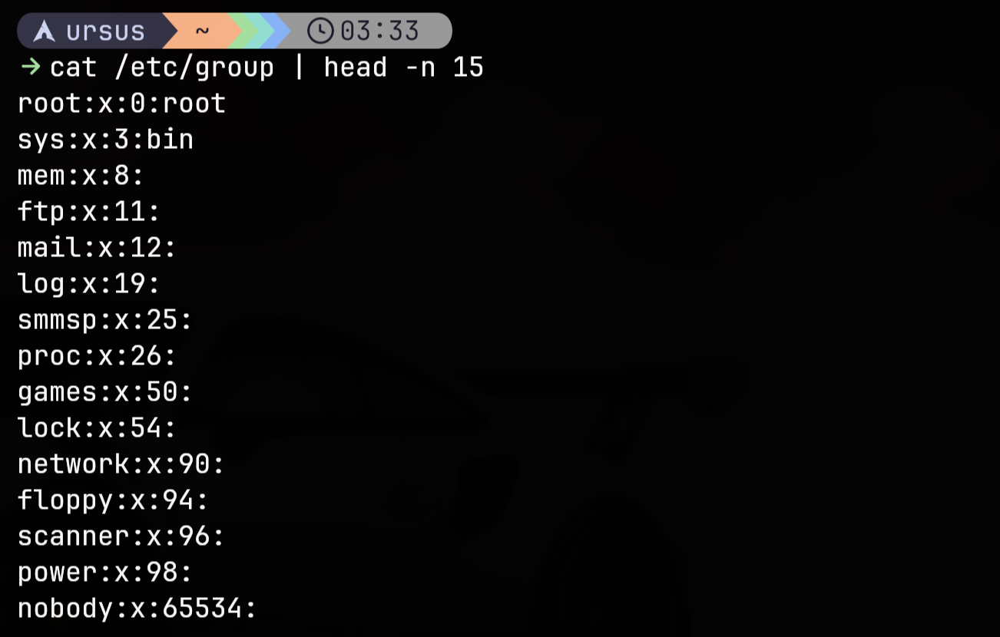 ursus ~ 03:33
→ cat /etc/group | head -n 15
root:x:0:root
sys:x:3:bin
mem:x:8:
ftp:x:11:
mail:x:12:
log:x:19:
smmsp:x:25:
proc:x:26:
games:x:50:
lock:x:54:
network:x:90:
floppy:x:94:
scanner:x:96:
power:x:98:
nobody:x:65534: